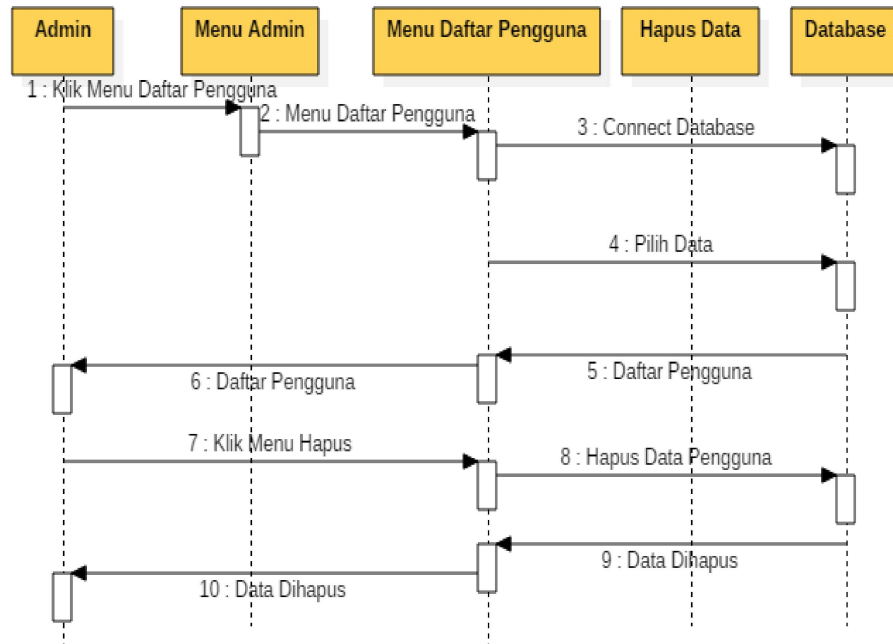 Admin
Menu Admin
Menu Daftar Pengguna
Hapus Data
Database
1 : Klik Menu Daftar Pengguna
2 : Menu Daftar Pengguna
3 : Connect Database
4 : Pilih Data
5 : Daftar Pengguna
6 : Daftar Pengguna
7 : Klik Menu Hapus
8 : Hapus Data Pengguna
9 : Data Dihapus
10 : Data Dihapus